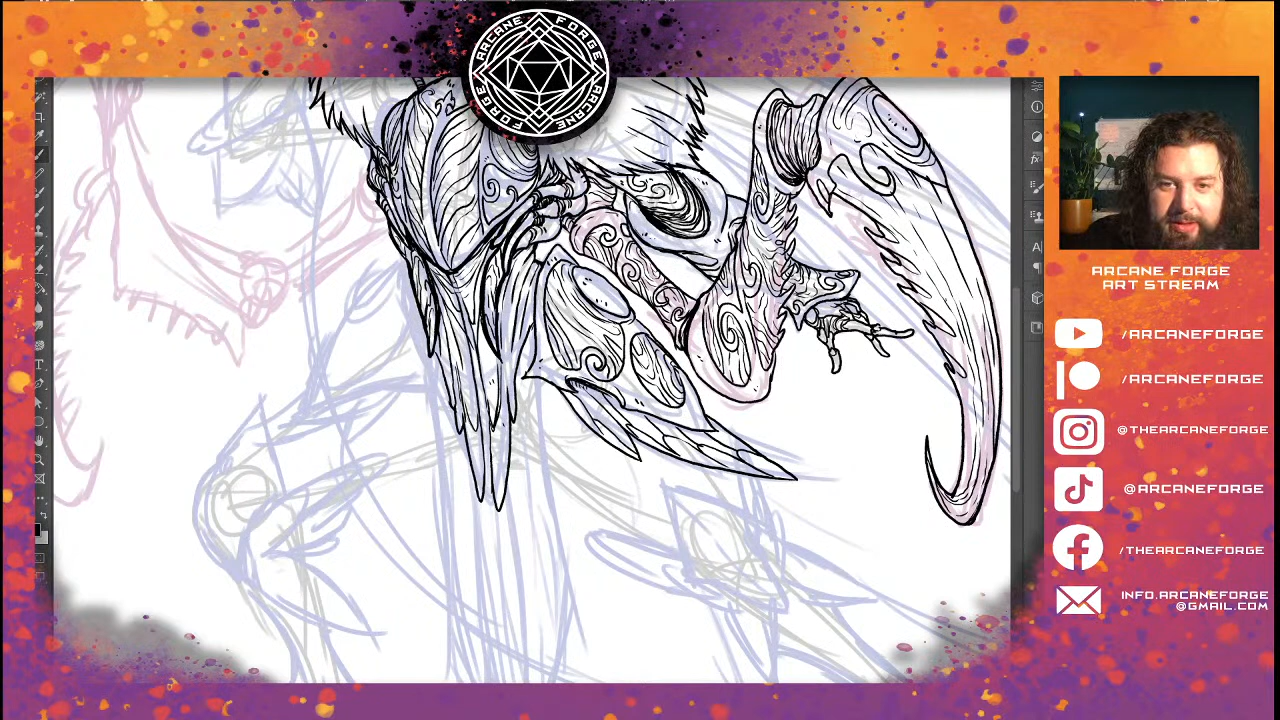 ARCANE FORGE
ARCANE FORGE
ARCANE FORGE
ART STREAM
/ARCANEFORGE
/ARCANEFORGE
@THEARCANEFORGE
@ARCANEFORGE
/THEARCANEFORGE
INFO.ARCANEFORGE
@GMAIL.COM